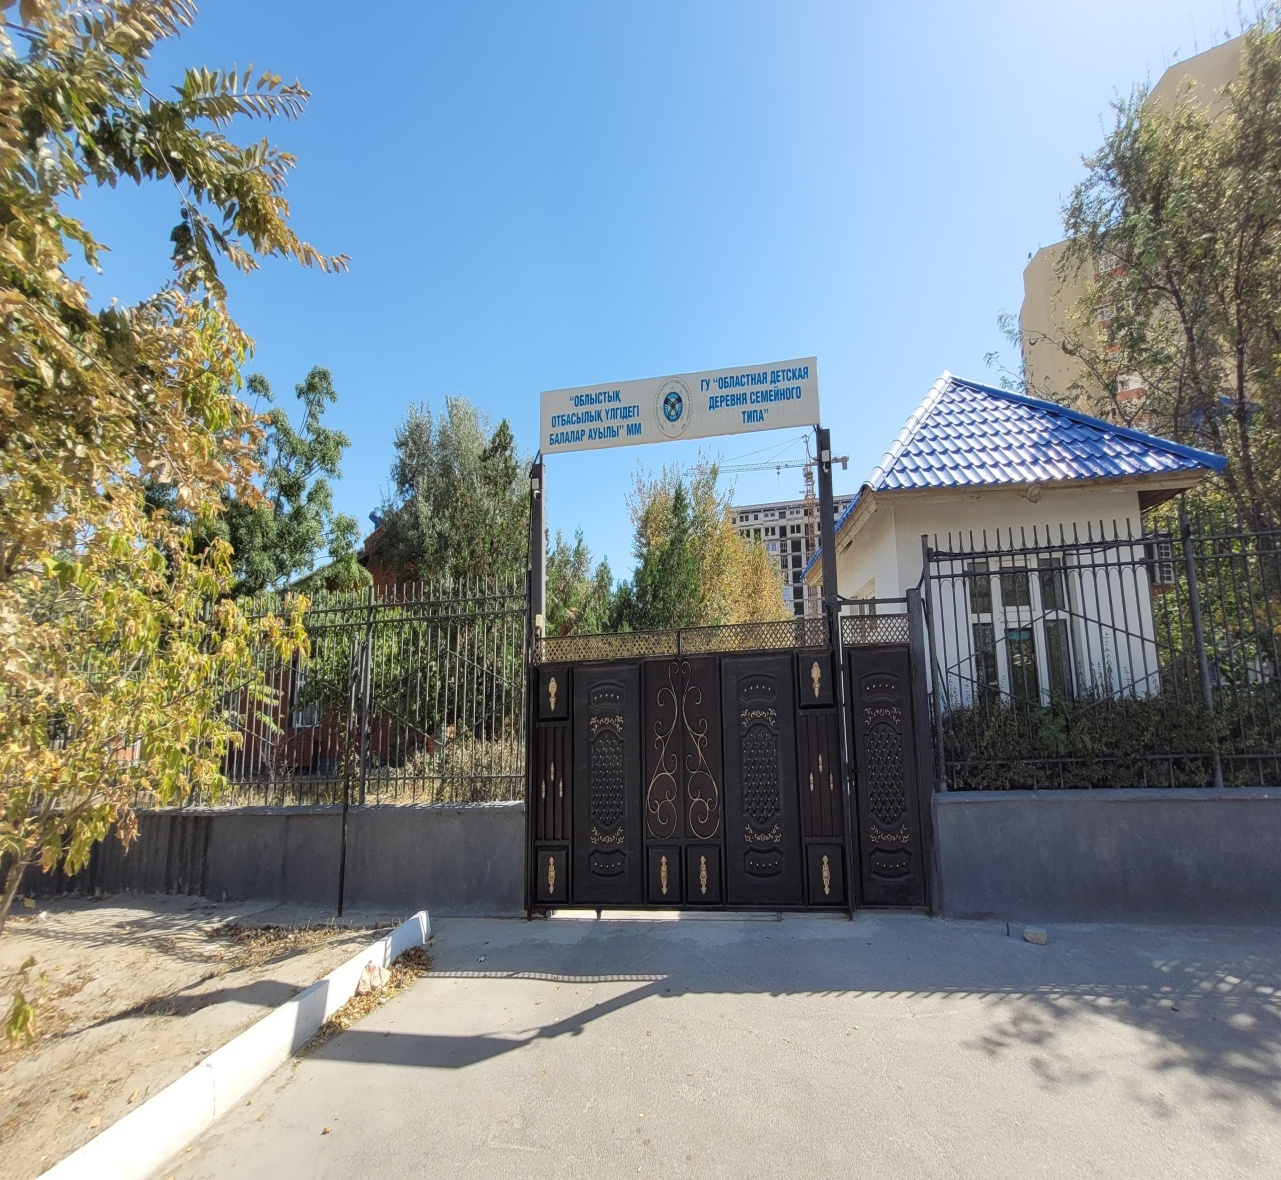 "ОБЛЫСТЫҚ
ОТБАСЫЛЫҚ ҮЛГІДЕГІ
БАЛАЛАР АУЫЛЫ" ММ
ГУ "ОБЛАСТНАЯ ДЕТСКАЯ
ДЕРЕВНЯ СЕМЕЙНОГО
ТИПА"